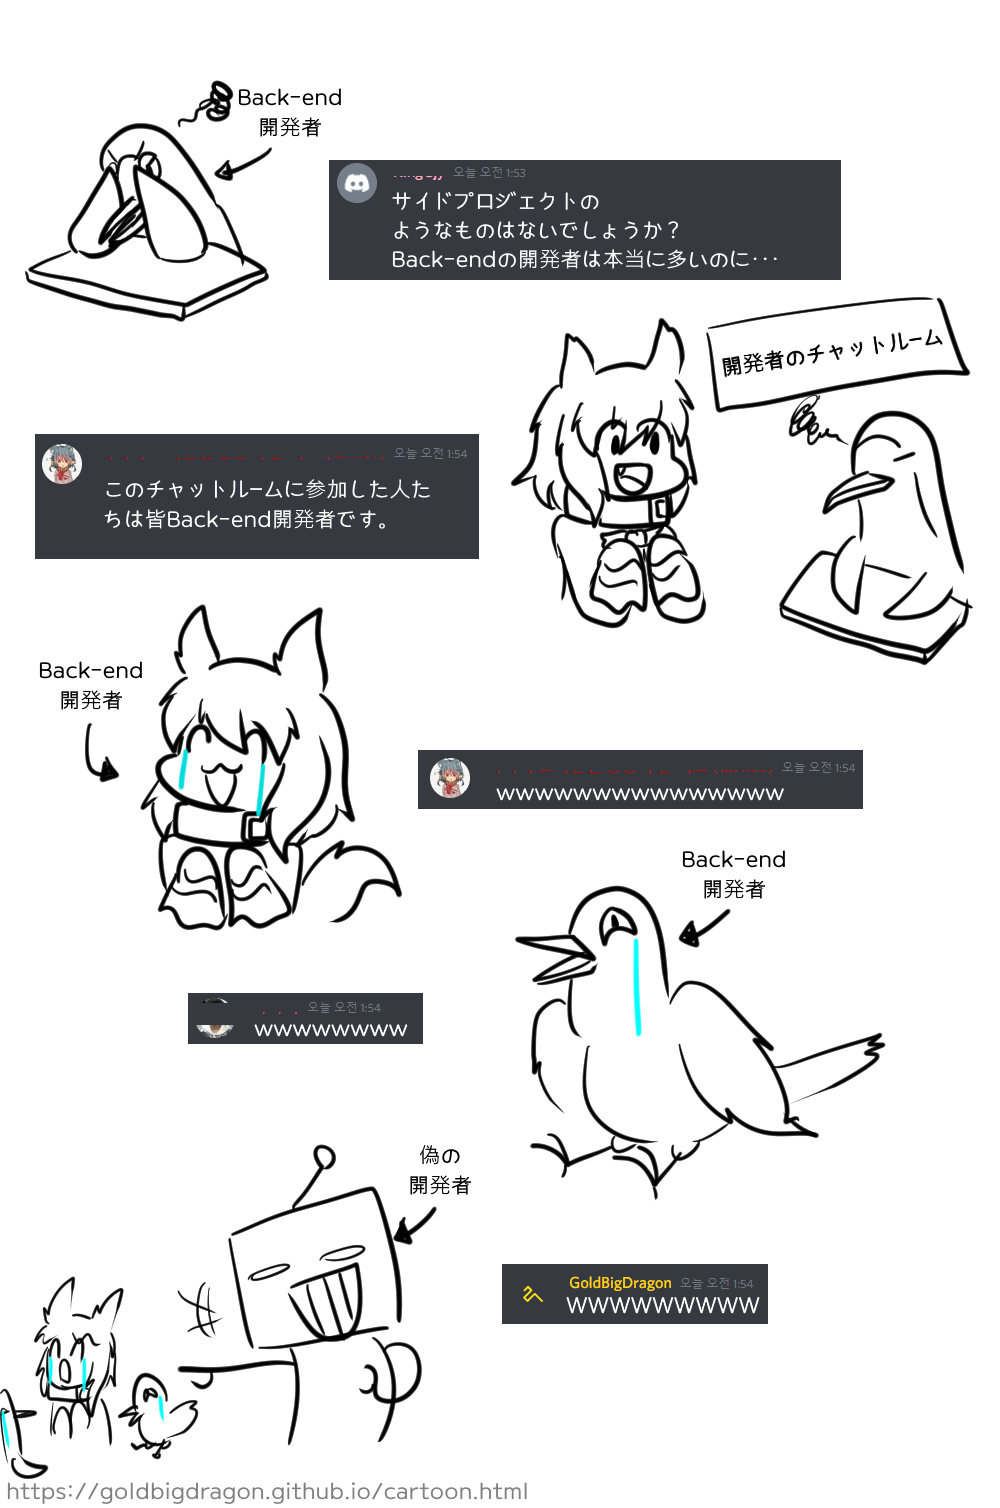 Back-end
開発者
오늘 오전 1:53
サイドプロジェクトの
ようなものはないでしょうか？
Back-endの開発者は本当に多いのに･･･
開発者のチャットルーム
오늘 오전 1:54
このチャットルームに参加した人た
ちは皆Back-end開発者です。
Back-end
開発者
오늘 오전 1:54
wwwwwwwwwwwwwww
Back-end
開発者
오늘 오전 1:54
wwwwwwww
偽の
開発者
GoldBigDragon 오늘 오전 1:54
wwwwwwwww
https://goldbigdragon.github.io/cartoon.html